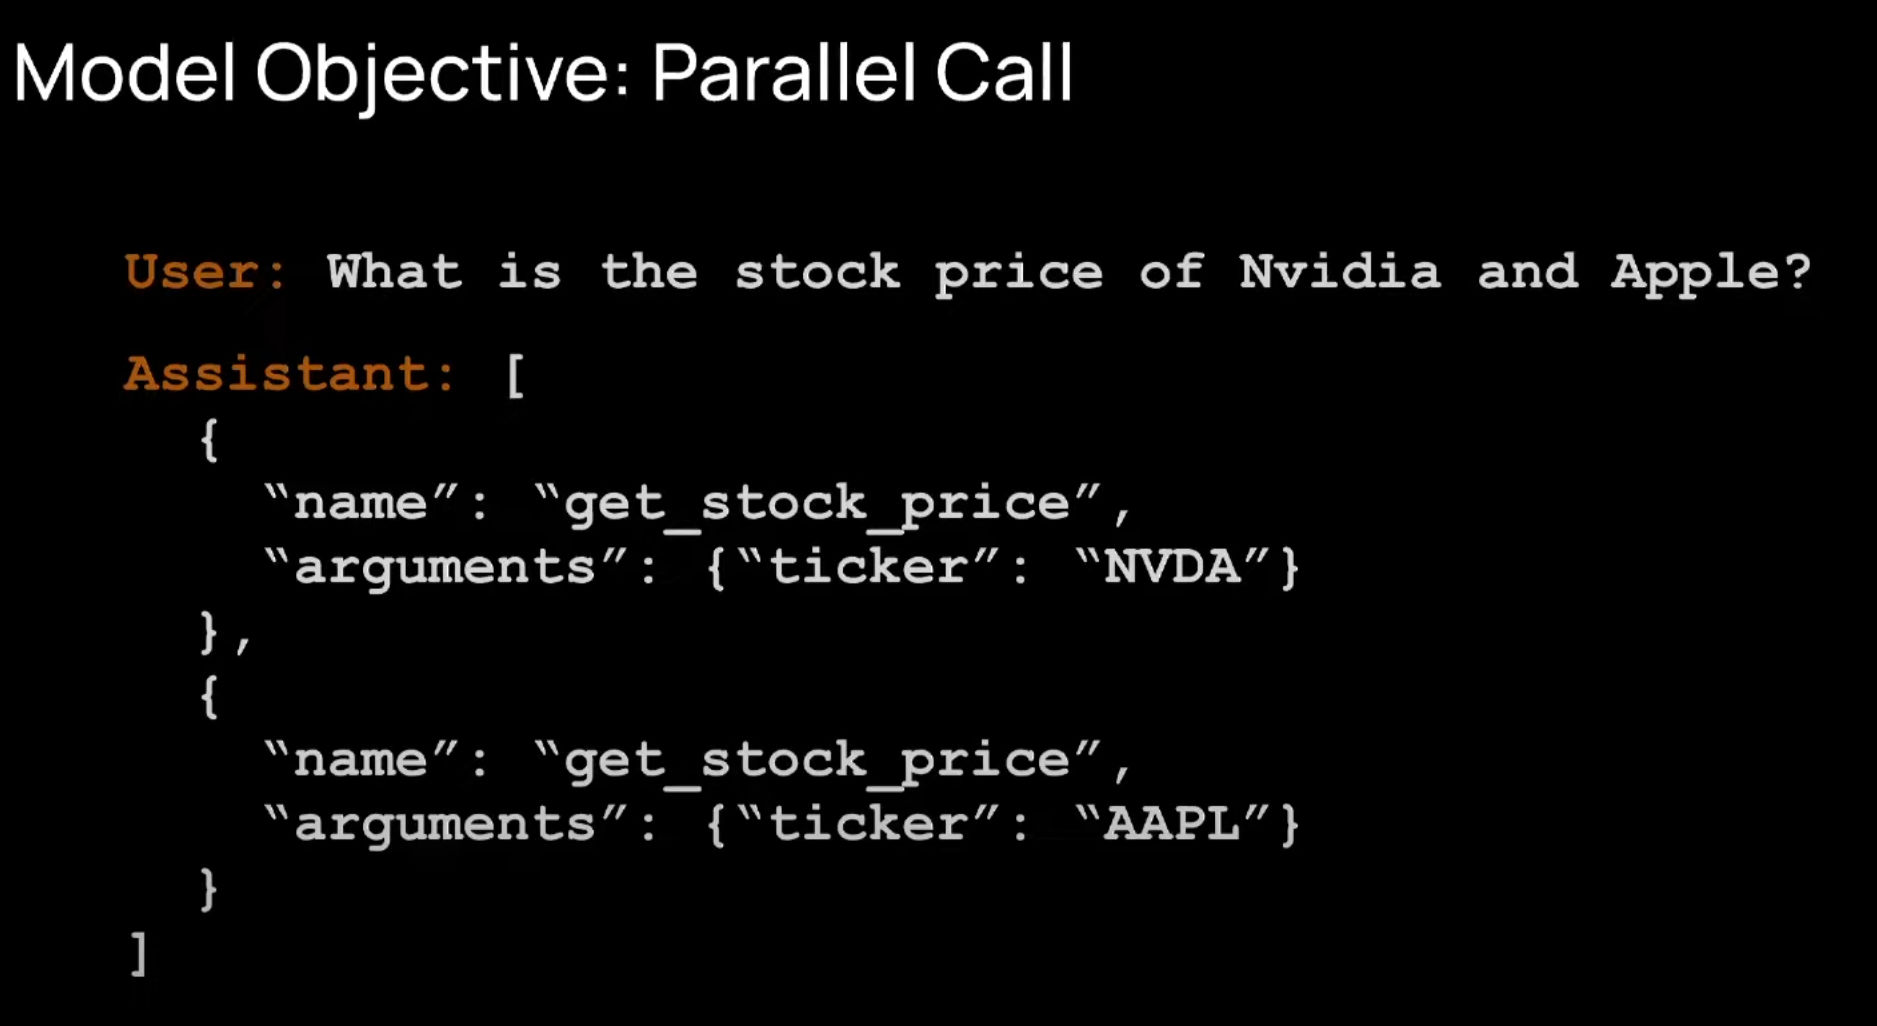 Model Objective: Parallel Call
User: What is the stock price of Nvidia and Apple?
Assistant: [
{
“name”: “get_stock_price”,
“arguments”: {“ticker”: “NVDA”}
},
{
“name”: “get_stock_price”,
“arguments”: {“ticker”: “AAPL”}
}
]